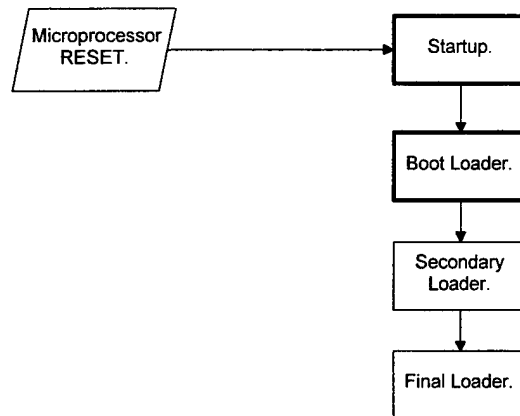 Microprocessor
RESET.
Startup.
Boot Loader.
Secondary
Loader.
Final Loader.